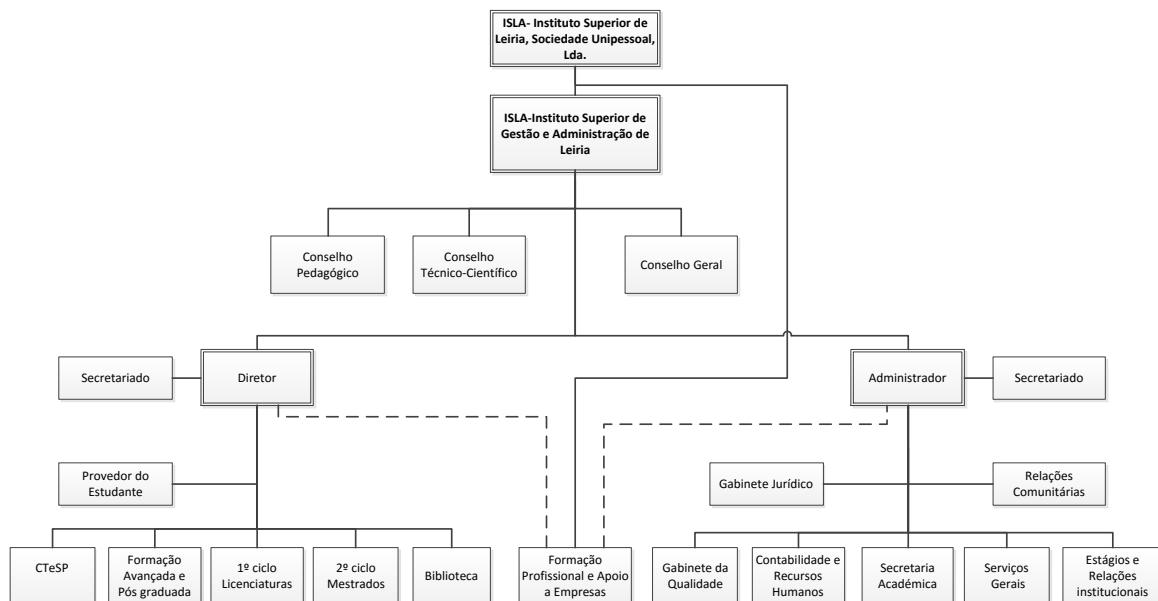 ISLA- Instituto Superior de
Leiria, Sociedade Unipessoal,
Lda.
ISLA-Instituto Superior de
Gestão e Administração de
Leiria
Conselho
Pedagógico
Conselho
Técnico-Científico
Conselho Geral
Secretariado
Diretor
Administrador
Secretariado
Provedor do
Estudante
Gabinete Jurídico
Relações
Comunitárias
CTeSP
Formação
Avançada e
Pós graduada
1º ciclo
Licenciaturas
2º ciclo
Mestrados
Biblioteca
Formação
Profissional e Apoio
a Empresas
Gabinete da
Qualidade
Contabilidade e
Recursos
Humanos
Secretaria
Académica
Serviços
Gerais
Estágios e
Relações
institucionais